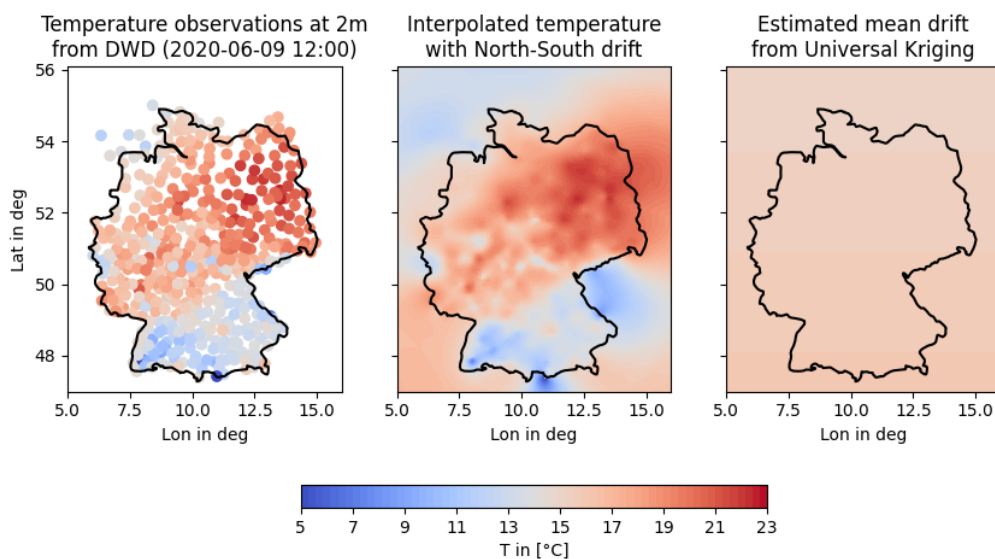 Temperature observations at 2m
from DWD (2020-06-09 12:00)
Interpolated temperature
with North-South drift
Estimated mean drift
from Universal Kriging
56
54
52
50
48
Lat in deg
5.0 7.5 10.0 12.5 15.0
5.0 7.5 10.0 12.5 15.0
5.0 7.5 10.0 12.5 15.0
Lon in deg
Lon in deg
Lon in deg
5 7 9 11 13 15 17 19 21 23
T in [°C]